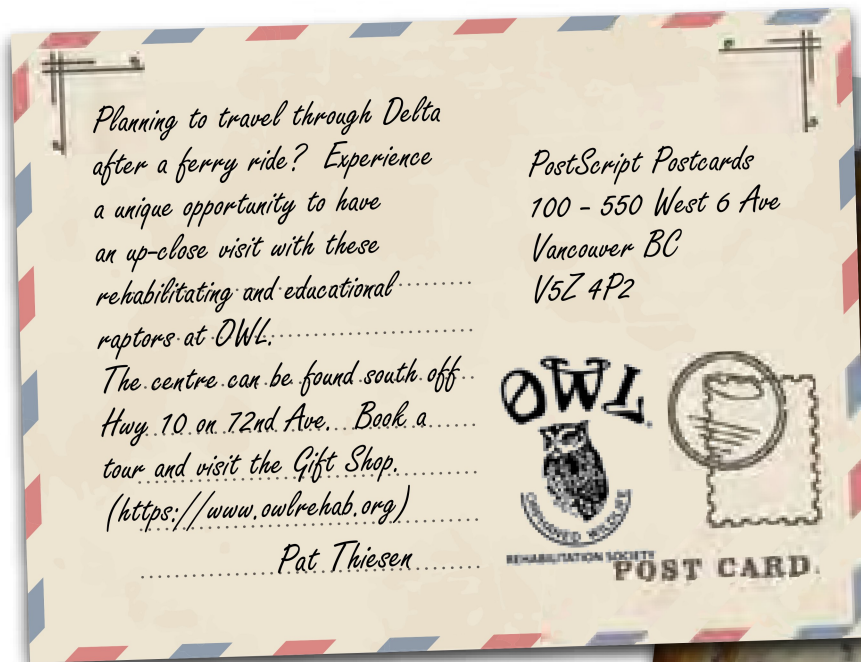 Planning to travel through Delta
after a ferry ride? Experience
a unique opportunity to have
an up-close visit with these
rehabilitating and educational
raptors at OWL.
The centre can be found south off
Hwy 10 on 72nd Ave. Book a
tour and visit the Gift Shop.
(https://www.owlrehab.org)
Pat Thiesen
PostScript Postcards
100 - 550 West 6 Ave
Vancouver BC
V5Z 4P2
OWL
ORPHANED WILDLIFE
REHABILITATION SOCIETY
POST CARD.